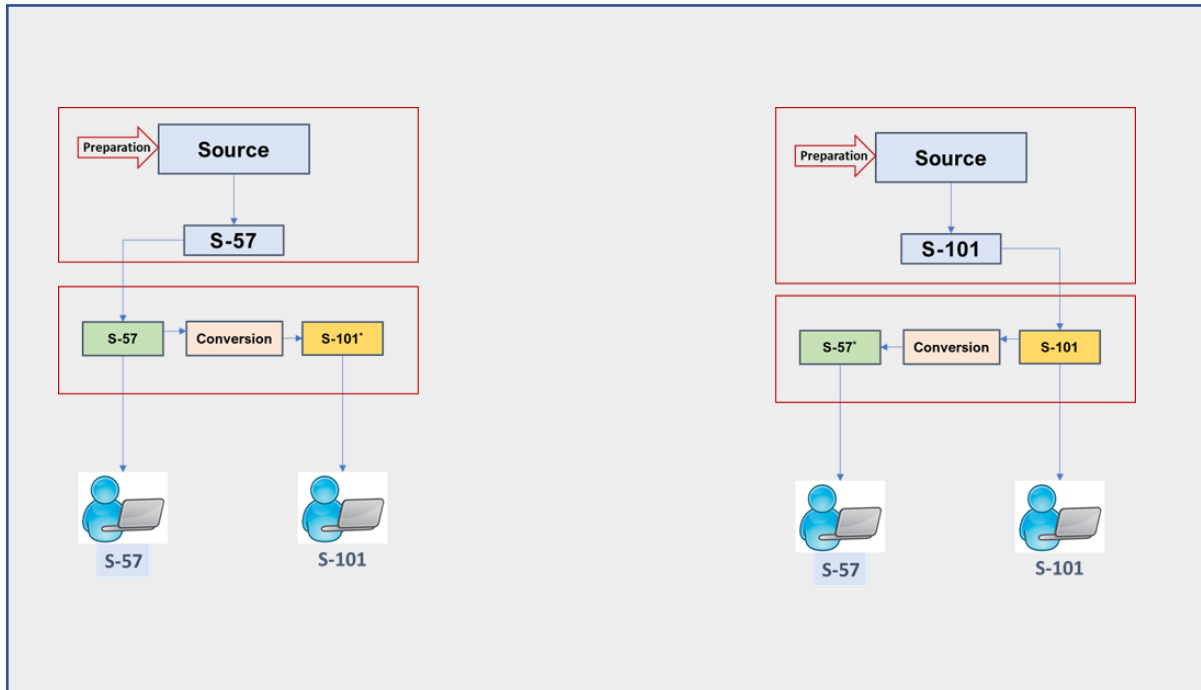 Preparation
Source
S-57
S-57
Conversion
S-101*
S-57
S-101
Preparation
Source
S-101
S-57*
Conversion
S-101
S-57
S-101